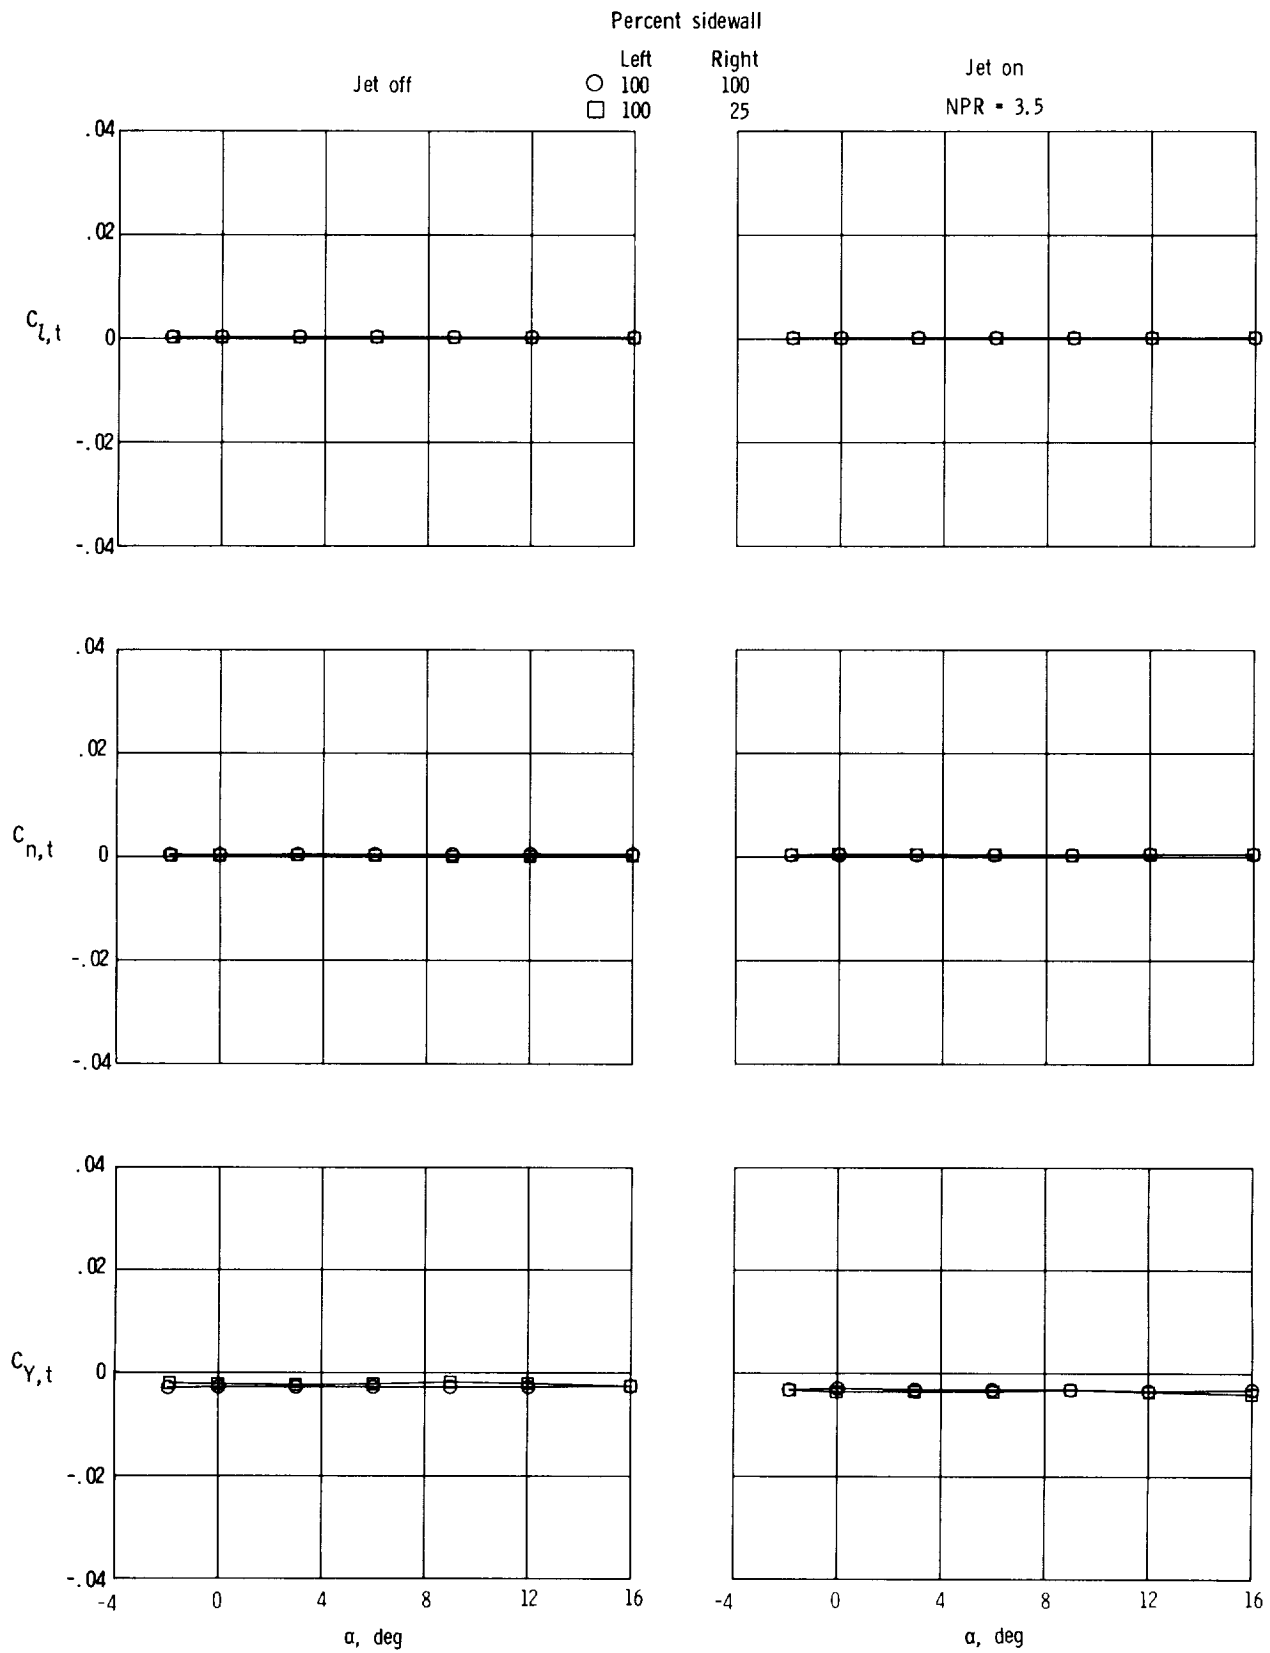 Percent sidewall
Left Right
Jet off Jet on
○ 100 100
□ 100 25
NPR = 3.5
.04
.02
C_l,t 0
-.02
-.04
.04
.02
C_n,t 0
-.02
-.04
.04
.02
C_Y,t 0
-.02
-.04
-4 0 4 8 12 16 -4 0 4 8 12 16
α, deg α, deg